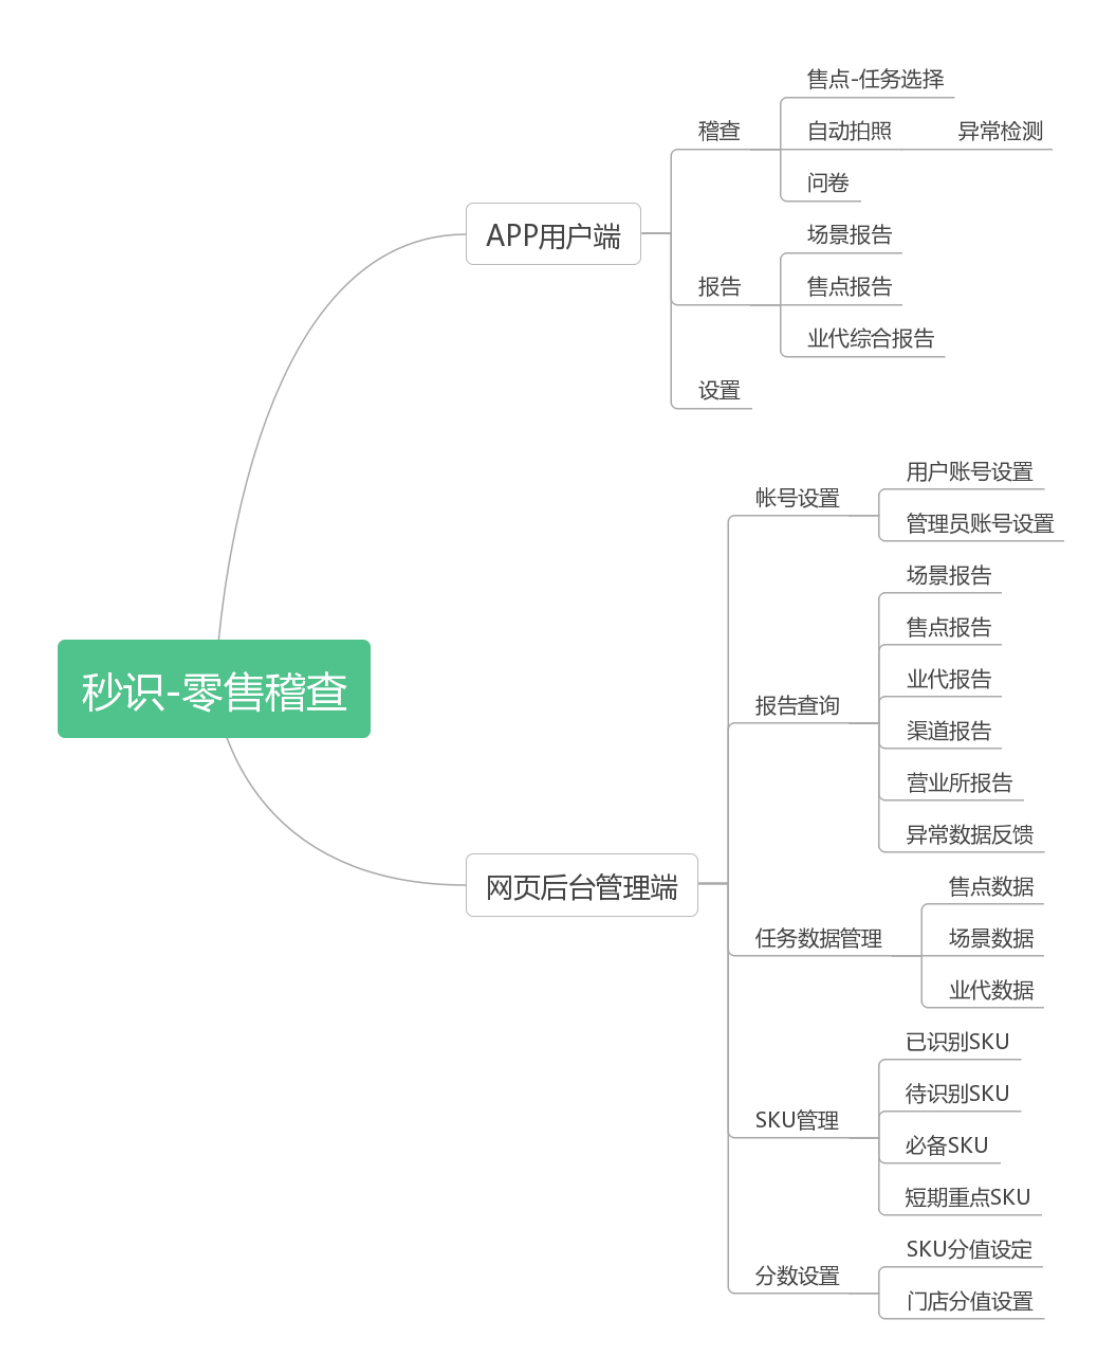 售点-任务选择
稽查
自动拍照
异常检测
问卷
APP用户端
场景报告
报告
售点报告
业代综合报告
设置
用户账号设置
帐号设置
管理员账号设置
场景报告
售点报告
业代报告
秒识-零售稽查
报告查询
渠道报告
营业所报告
异常数据反馈
网页后台管理端
售点数据
任务数据管理
场景数据
业代数据
已识别SKU
待识别SKU
SKU管理
必备SKU
短期重点SKU
SKU分值设定
分数设置
门店分值设置